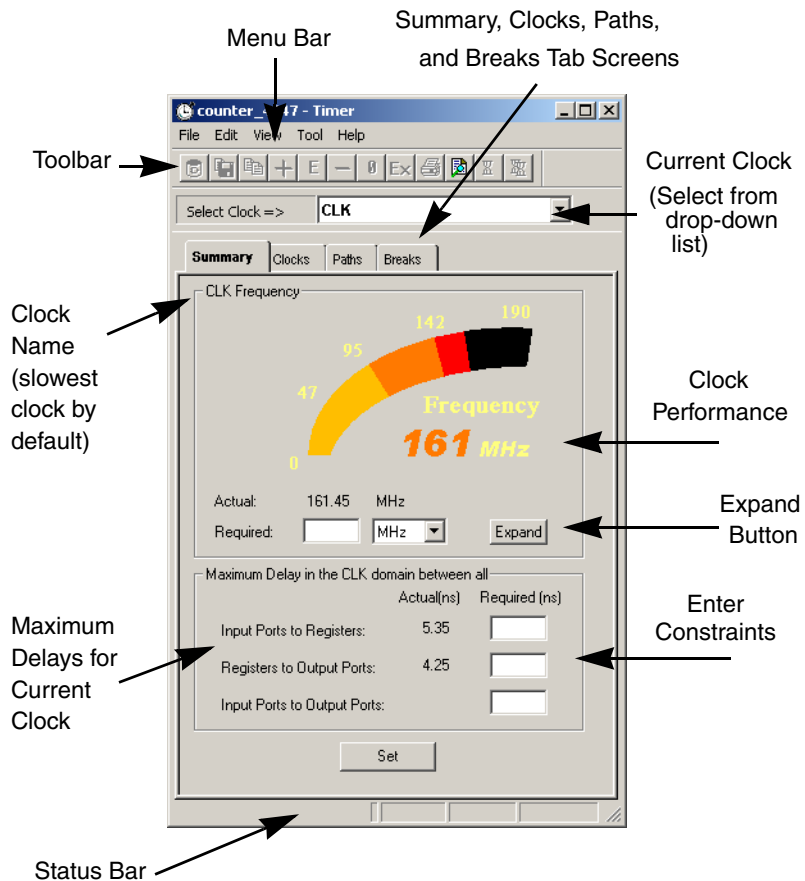 Summary, Clocks, Paths,
and Breaks Tab Screens
Menu Bar
counter_4 47 - Timer
File Edit View Tool Help
Toolbar
E
Ex
Current Clock
(Select from
drop-down
list)
Select Clock =>
CLK
Summary
Clocks
Paths
Breaks
CLK Frequency
Clock
Name
(slowest
clock by
default)
0
47
95
142
190
Frequency
161 MHz
Clock
Performance
Actual: 161.45 MHz
Required: MHz
Expand
Expand
Button
Maximum Delay in the CLK domain between all
Actual(ns) Required (ns)
Input Ports to Registers: 5.35
Registers to Output Ports: 4.25
Input Ports to Output Ports:
Enter
Constraints
Maximum
Delays for
Current
Clock
Set
Status Bar